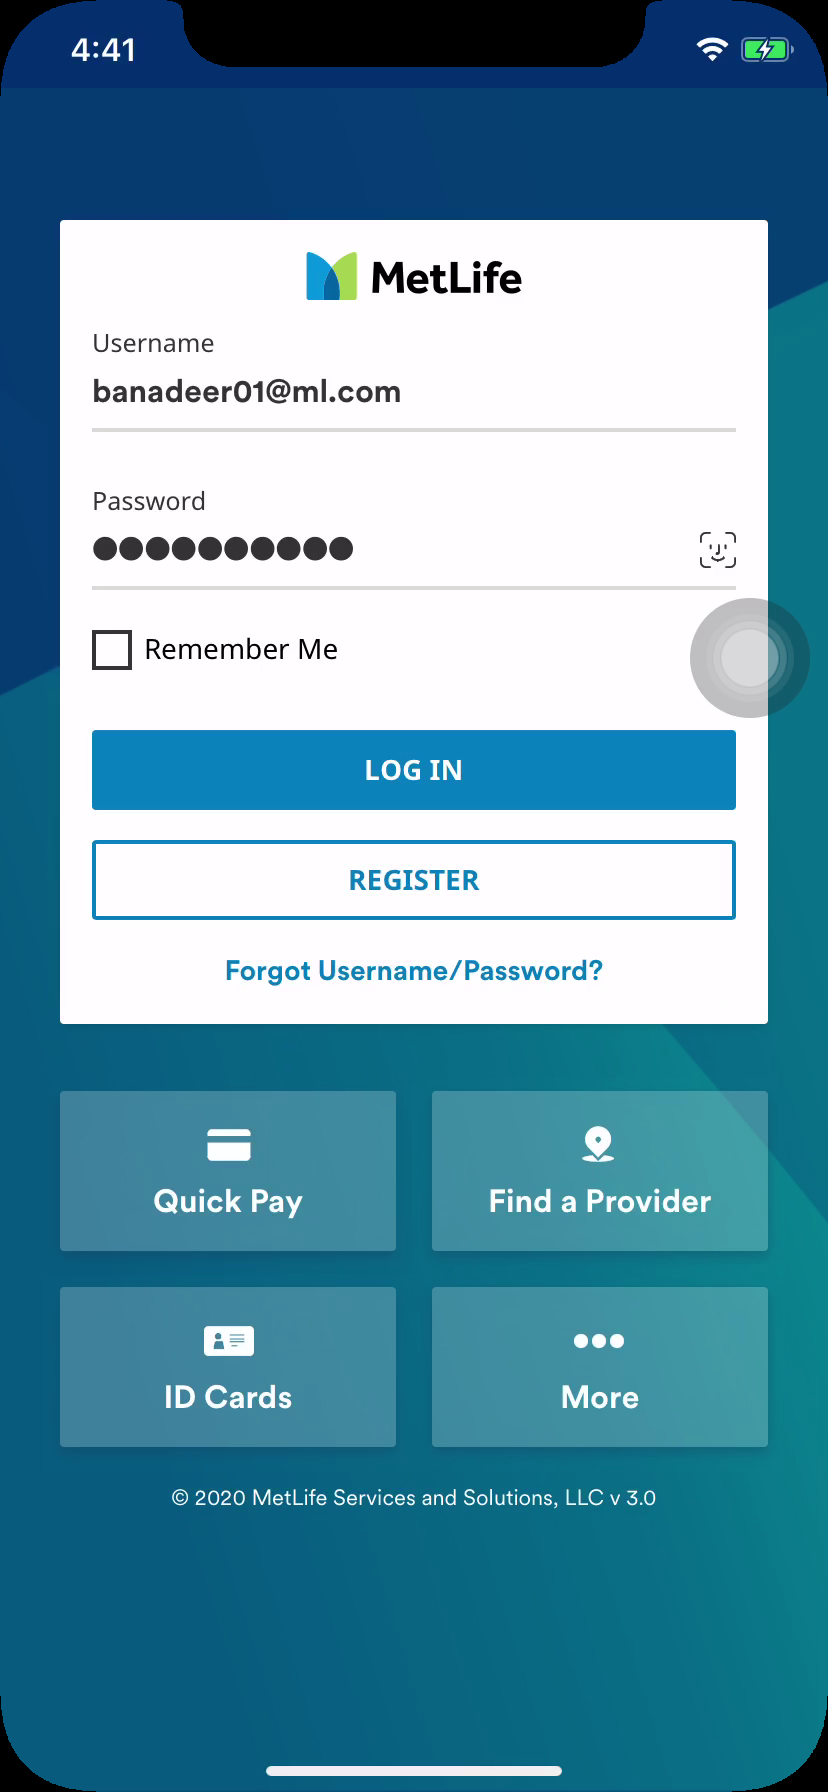 4:41
MetLife
Username
banadeer01@ml.com
Password
●●●●●●●●●●
Remember Me
LOG IN
REGISTER
Forgot Username/Password?
Quick Pay
Find a Provider
ID Cards
More
© 2020 MetLife Services and Solutions, LLC v 3.0